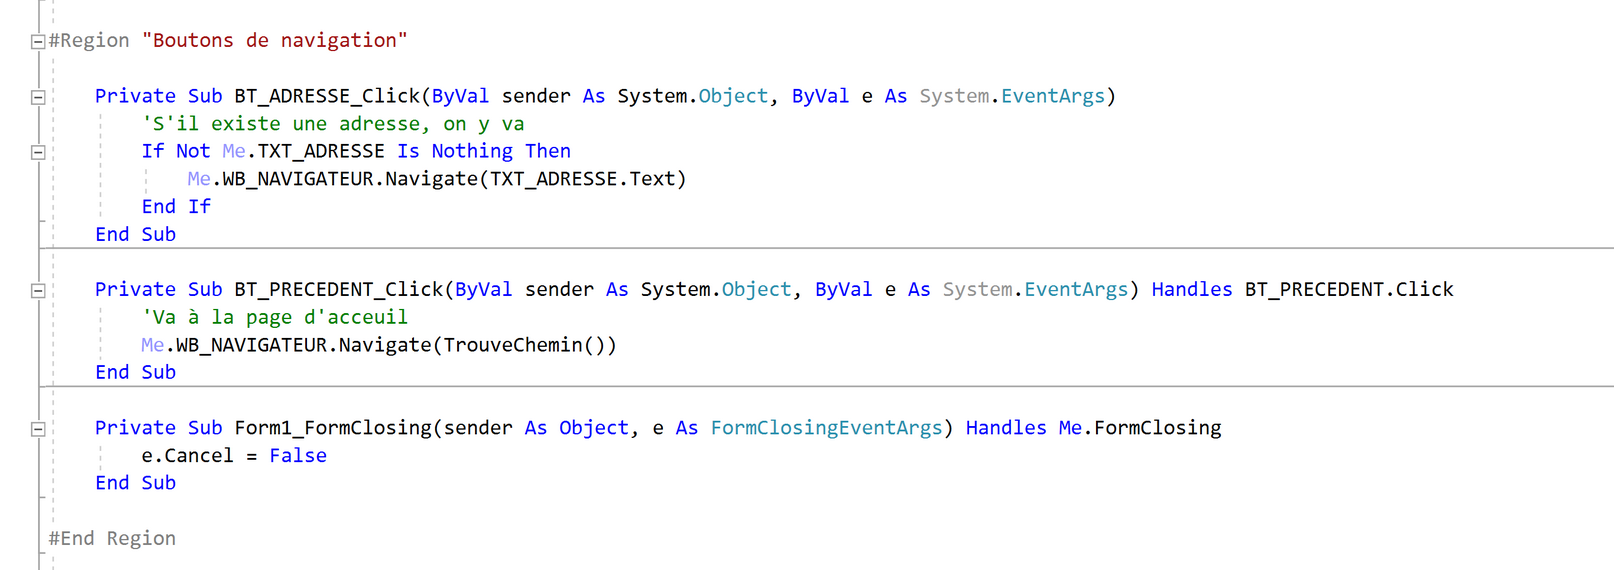 #Region "Boutons de navigation"
Private Sub BT_ADRESSE_Click(ByVal sender As System.Object, ByVal e As System.EventArgs)
'S'il existe une adresse, on y va
If Not Me.TXT_ADRESSE Is Nothing Then
Me.WB_NAVIGATEUR.Navigate(TXT_ADRESSE.Text)
End If
End Sub
Private Sub BT_PRECEDENT_Click(ByVal sender As System.Object, ByVal e As System.EventArgs) Handles BT_PRECEDENT.Click
'Va à la page d'acceuil
Me.WB_NAVIGATEUR.Navigate(TrouveChemin())
End Sub
Private Sub Form1_FormClosing(sender As Object, e As FormClosingEventArgs) Handles Me.FormClosing
e.Cancel = False
End Sub
#End Region